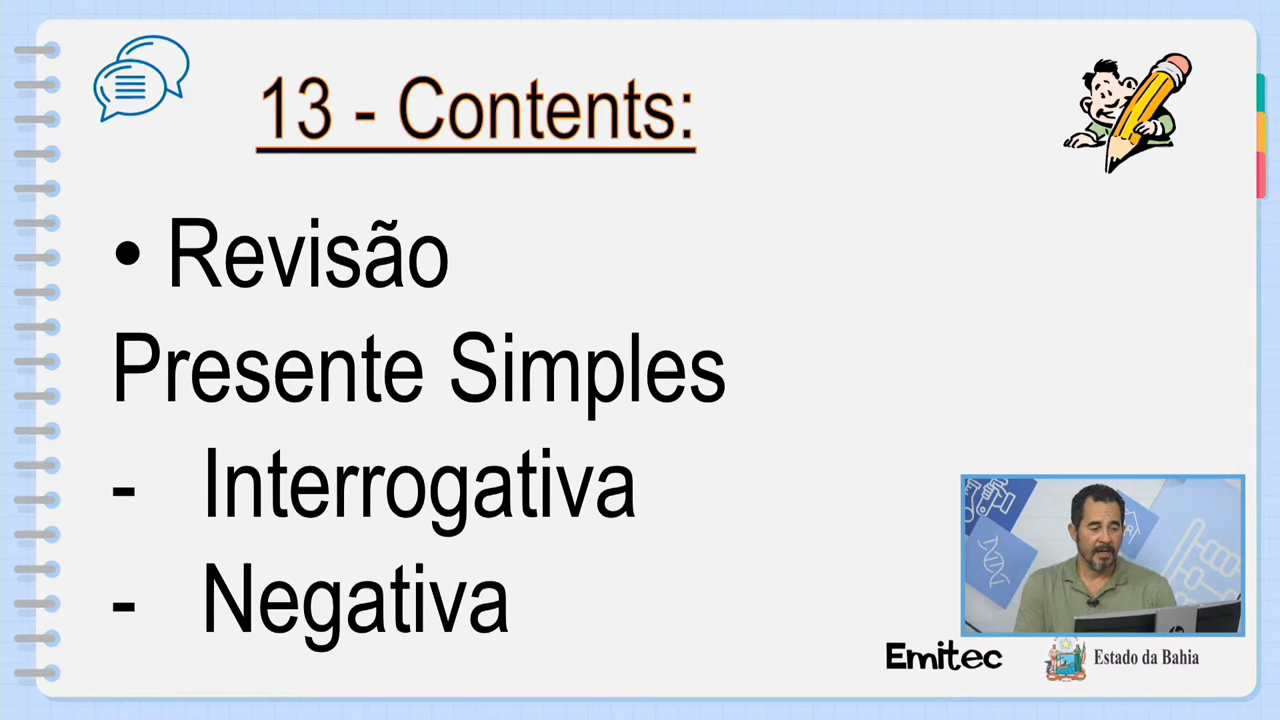 13 - Contents:
• Revisão
Presente Simples
- Interrogativa
- Negativa
Emitec
Estado da Bahia